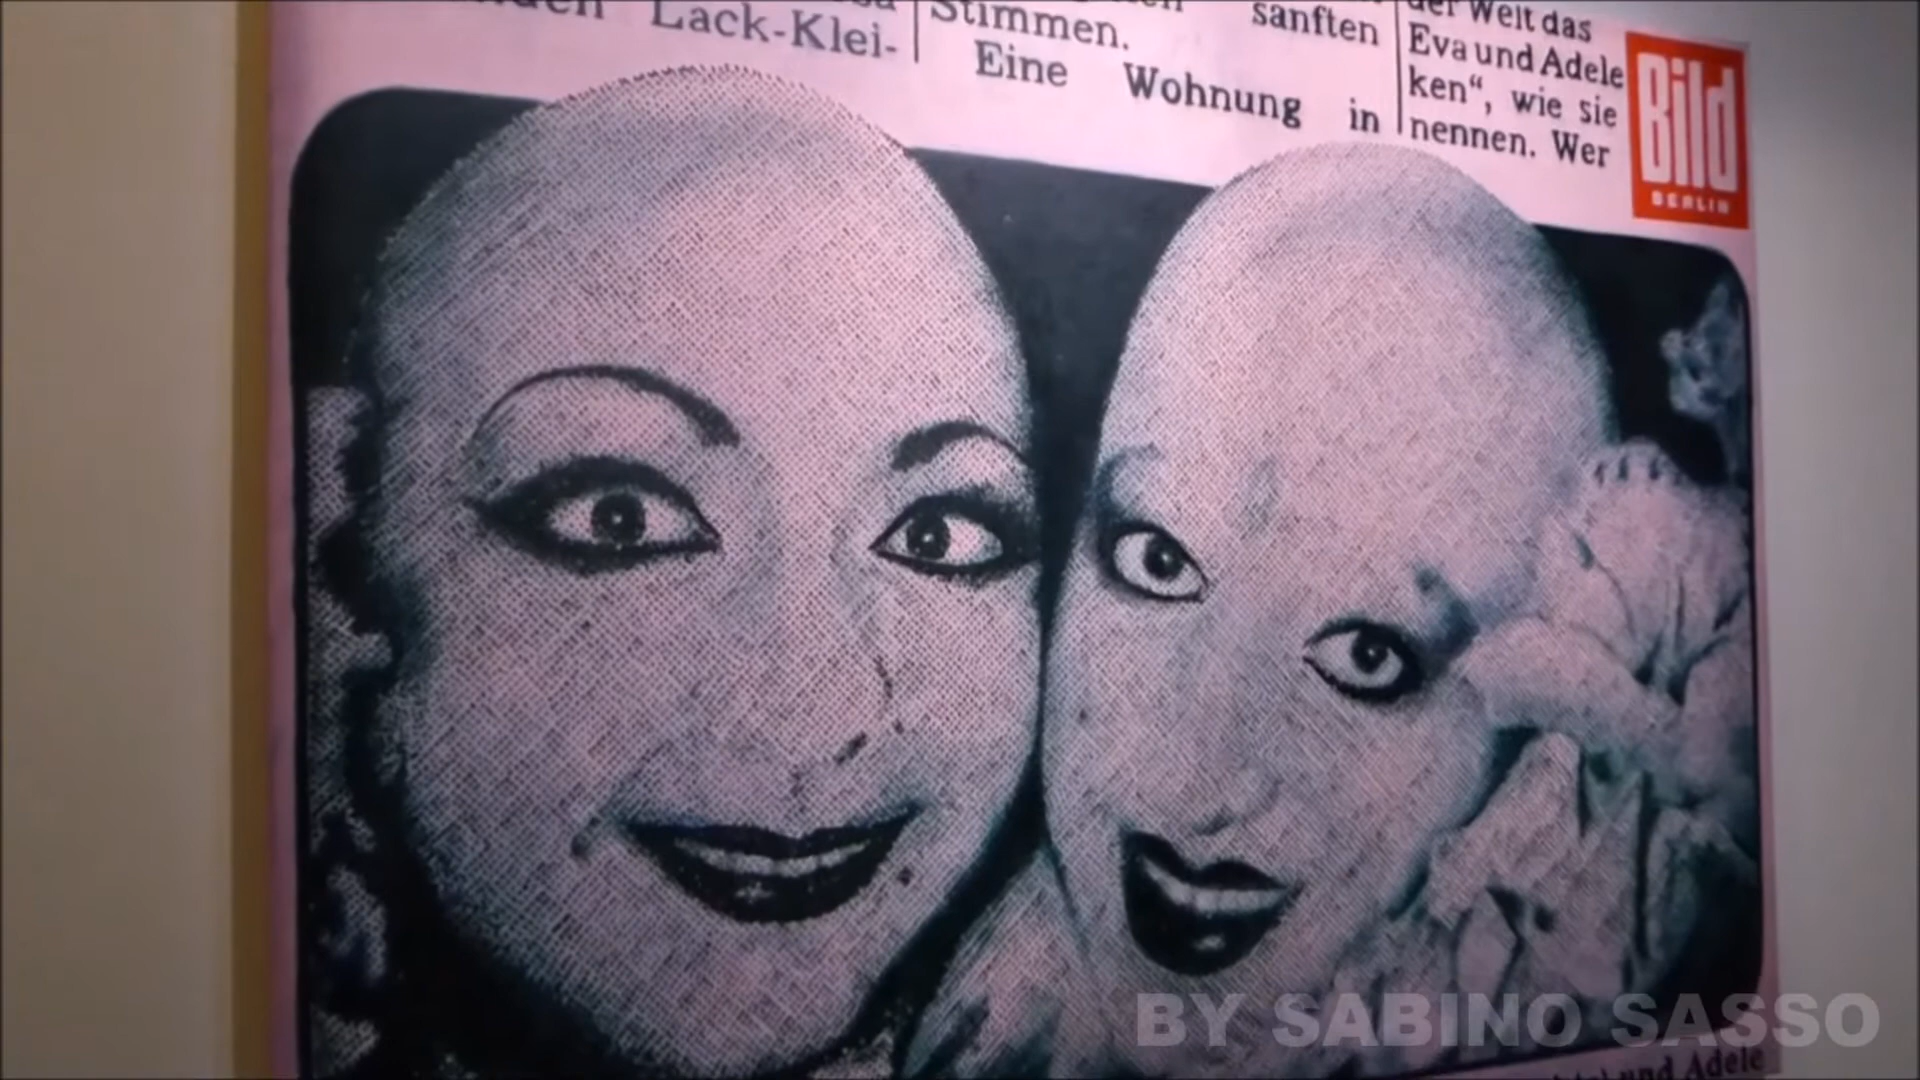 Lack-Klei-
Stimmen.
sanften
Eine Wohnung in
der Welt das
Eva und Adele
ken“, wie sie
nennen. Wer
Bild
BERLIN
BY SABINO SASSO
und Adele